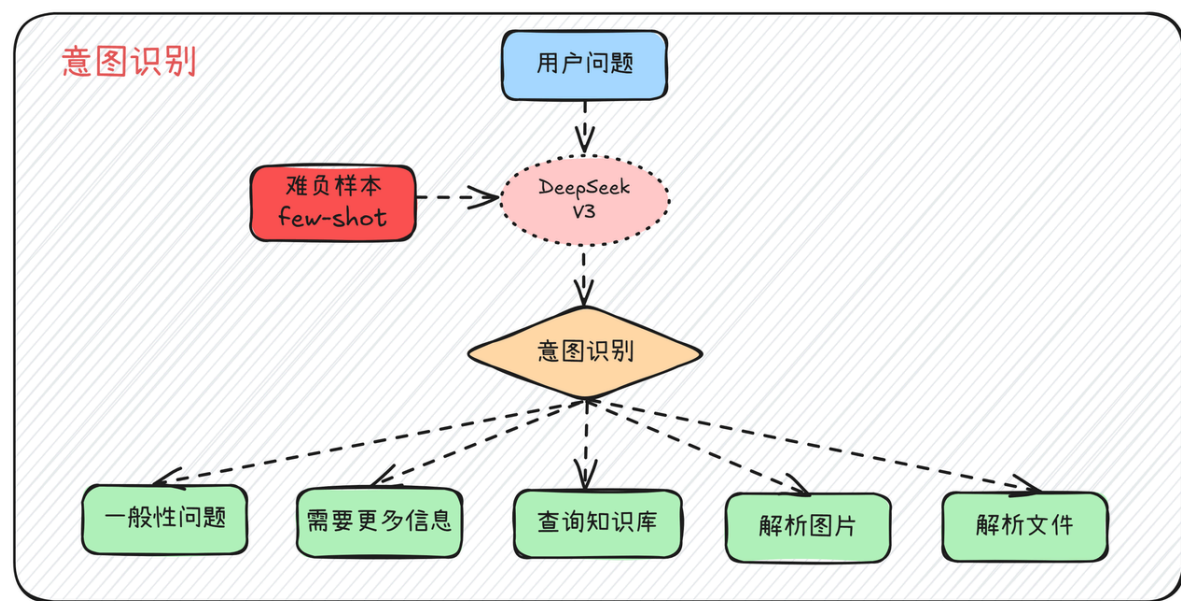 意图识别
用户问题
难负样本
few-shot
DeepSeek
V3
意图识别
一般性问题
需要更多信息
查询知识库
解析图片
解析文件